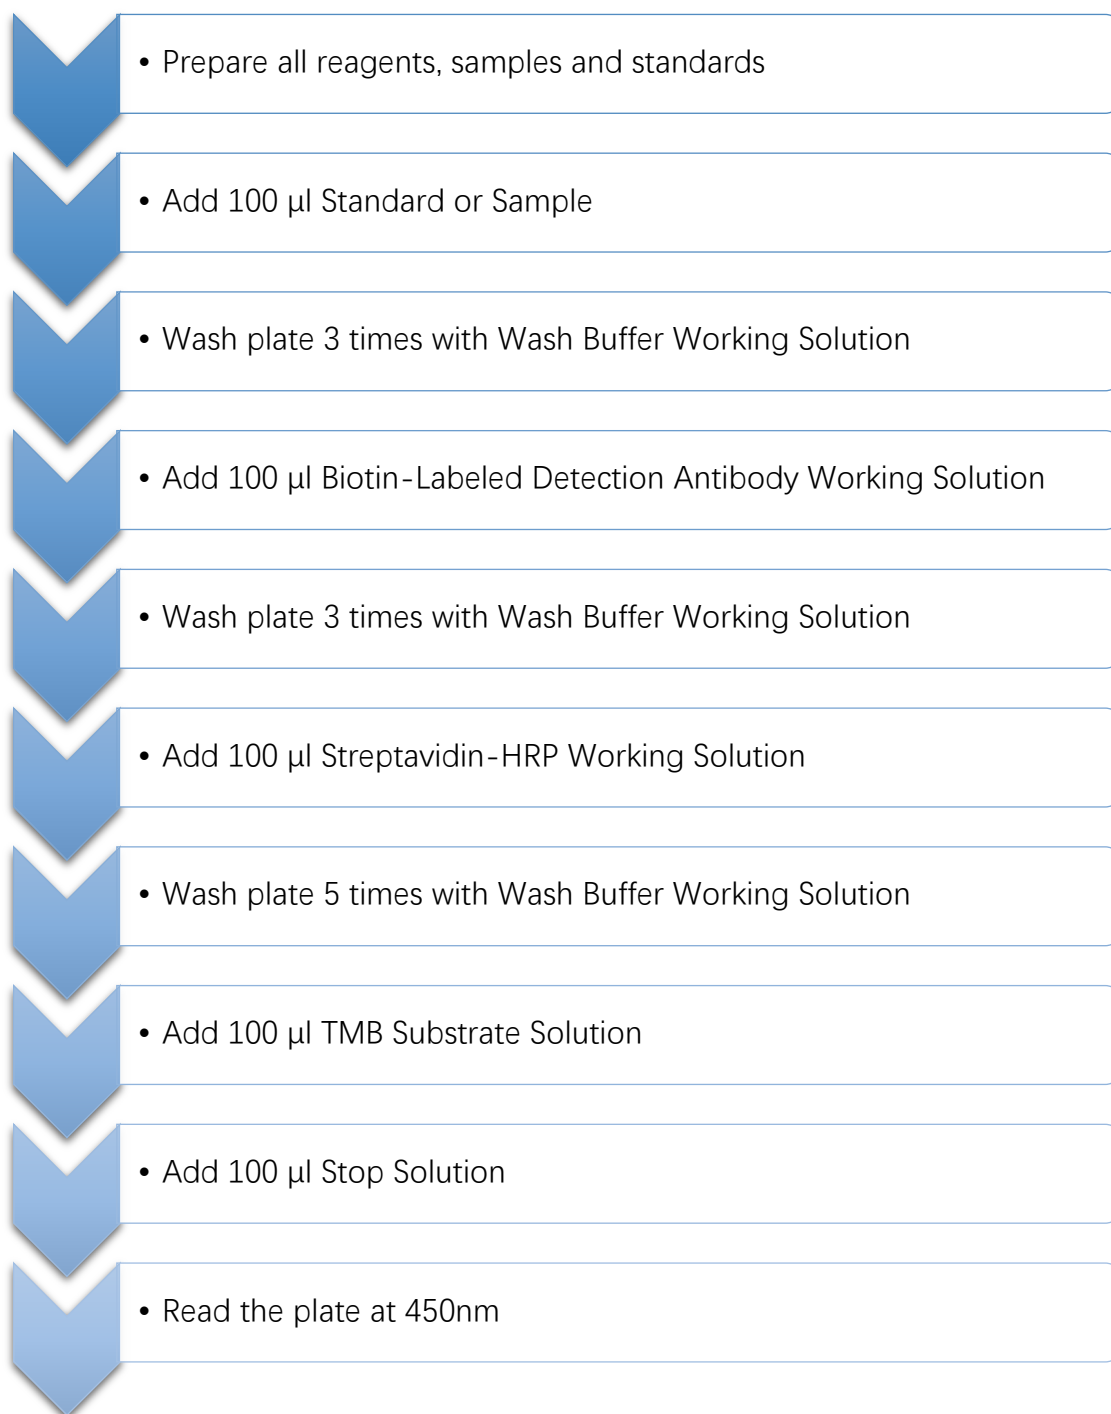 • Prepare all reagents, samples and standards
• Add 100 μl Standard or Sample
• Wash plate 3 times with Wash Buffer Working Solution
• Add 100 μl Biotin-Labeled Detection Antibody Working Solution
• Wash plate 3 times with Wash Buffer Working Solution
• Add 100 μl Streptavidin-HRP Working Solution
• Wash plate 5 times with Wash Buffer Working Solution
• Add 100 μl TMB Substrate Solution
• Add 100 μl Stop Solution
• Read the plate at 450nm